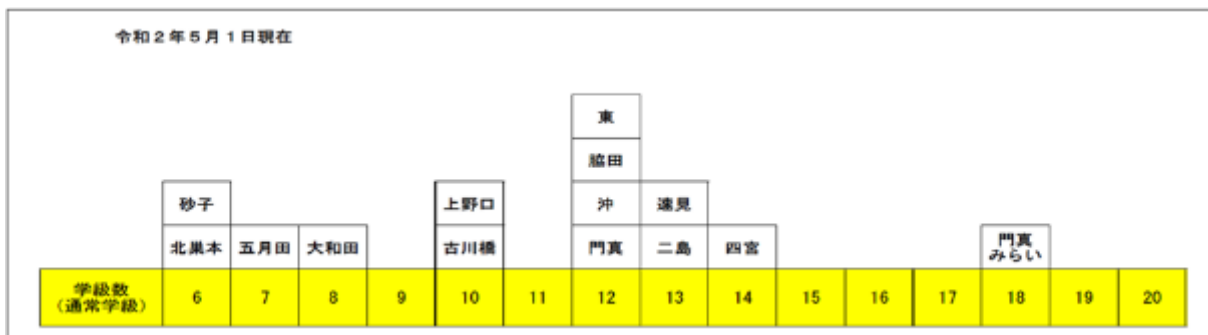 令和２年５月１日現在
東
脇田
砂子 上野口 沖 速見
北巣本 五月田 大和田 古川橋 門真 二島 四宮 門真みらい
学級数
（通常学級） 6 7 8 9 10 11 12 13 14 15 16 17 18 19 20